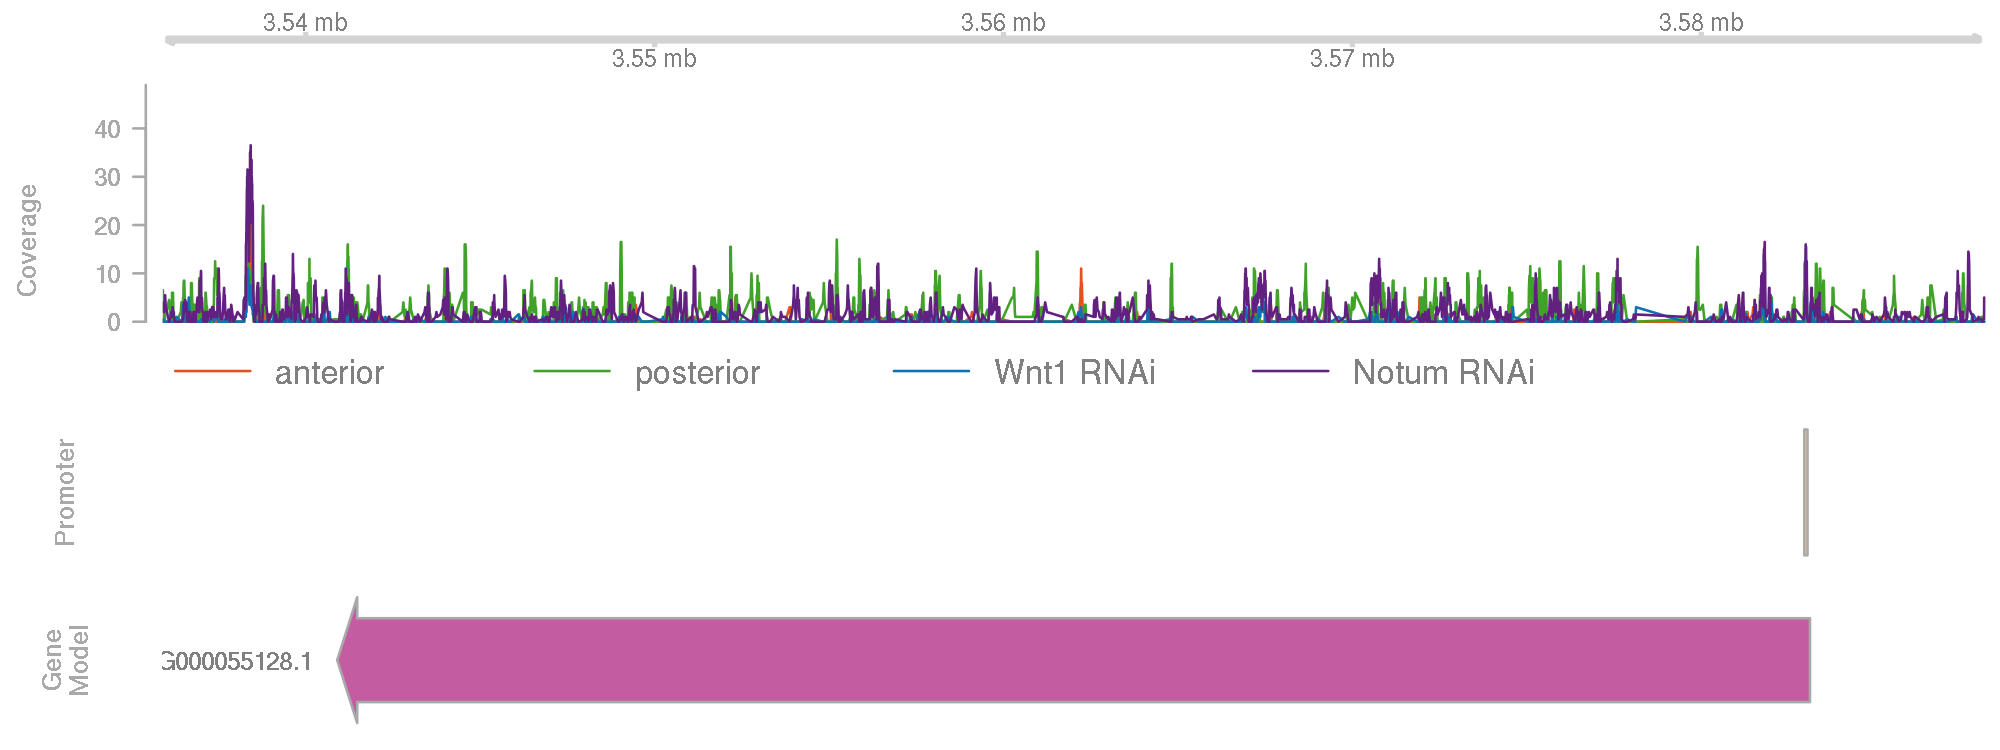 3.54 mb 3.56 mb 3.58 mb
3.55 mb 3.57 mb
Coverage
40
30
20
10
0
anterior posterior Wnt1 RNAi Notum RNAi
Promoter
Gene
Model
G000055128.1